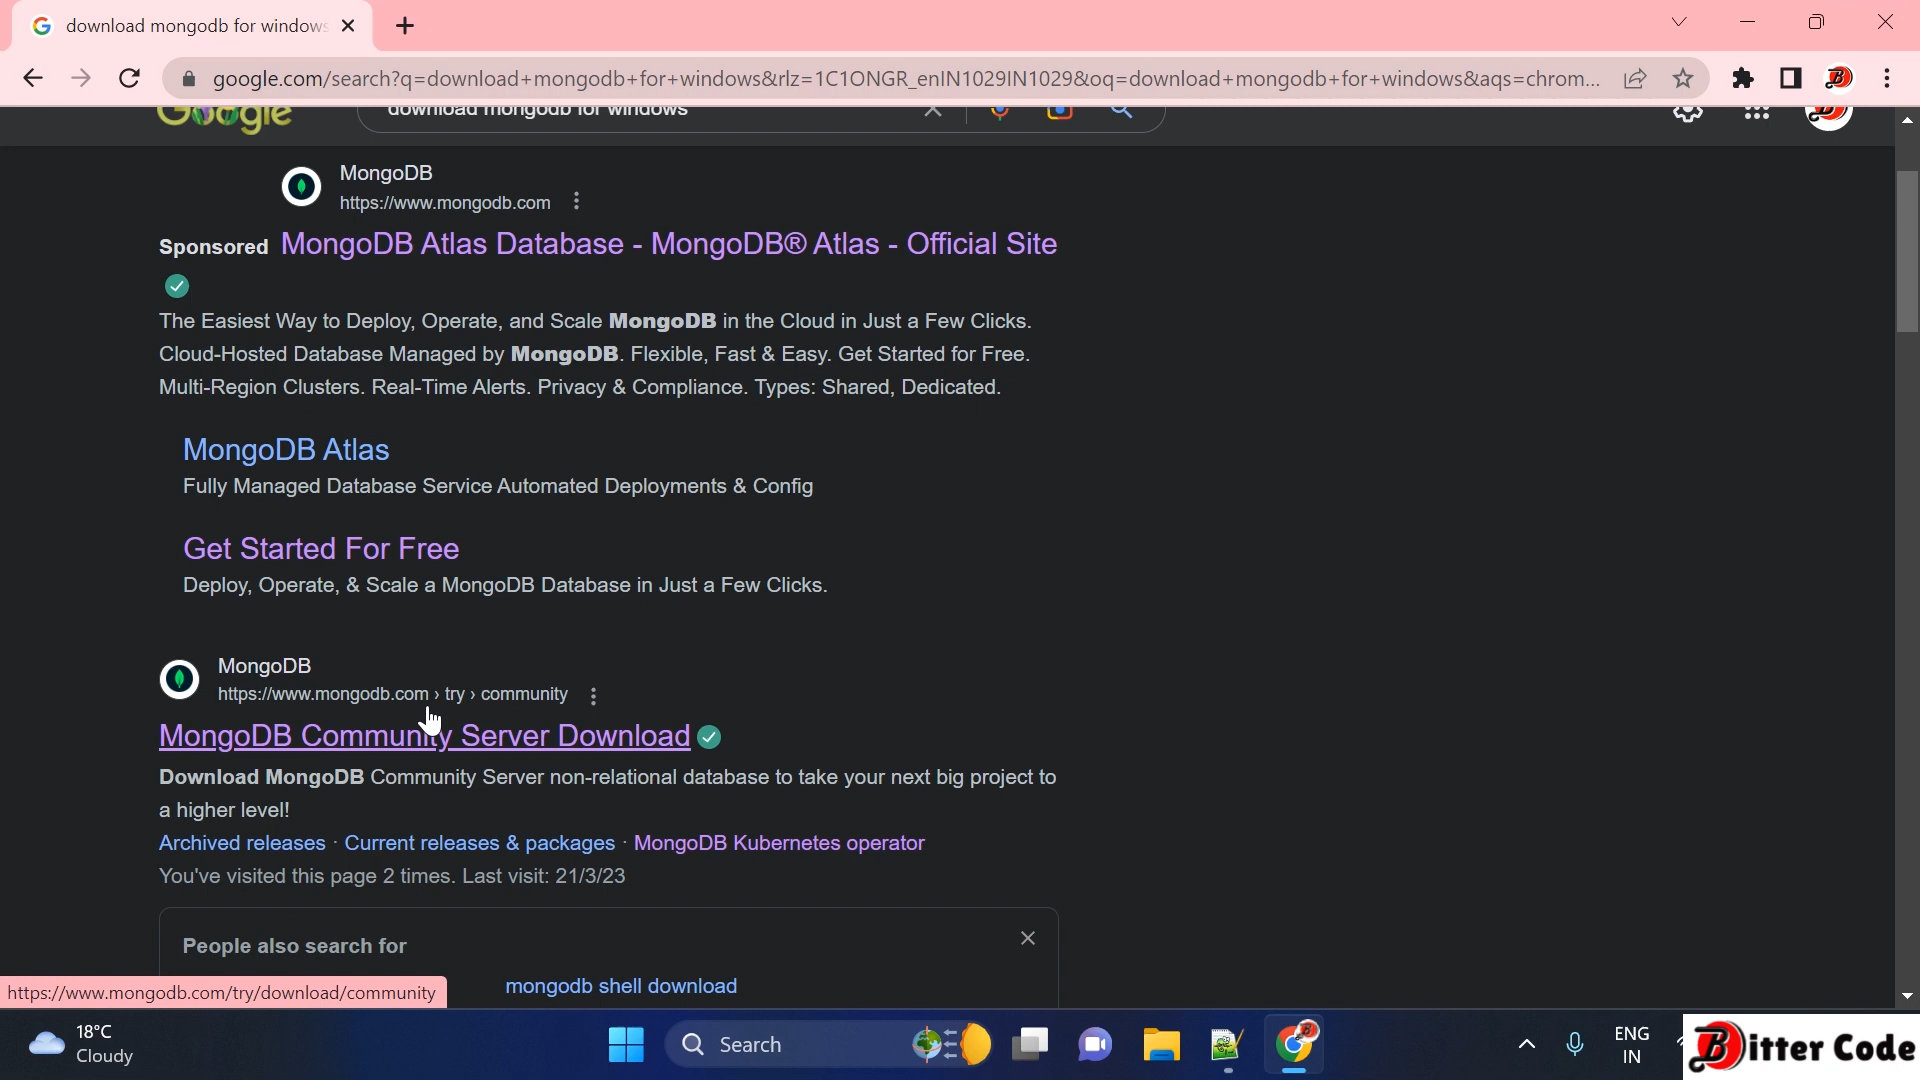 download mongodb for windows
google.com/search?q=download+mongodb+for+windows&rlz=1C1ONGR_enIN1029IN1029&oq=download+mongodb+for+windows&aqs=chrom...
Google
download mongodb for windows
MongoDB
https://www.mongodb.com
Sponsored MongoDB Atlas Database - MongoDB® Atlas - Official Site
The Easiest Way to Deploy, Operate, and Scale MongoDB in the Cloud in Just a Few Clicks.
Cloud-Hosted Database Managed by MongoDB. Flexible, Fast & Easy. Get Started for Free.
Multi-Region Clusters. Real-Time Alerts. Privacy & Compliance. Types: Shared, Dedicated.
MongoDB Atlas
Fully Managed Database Service Automated Deployments & Config
Get Started For Free
Deploy, Operate, & Scale a MongoDB Database in Just a Few Clicks.
MongoDB
https://www.mongodb.com › try › community
MongoDB Community Server Download
Download MongoDB Community Server non-relational database to take your next big project to
a higher level!
Archived releases · Current releases & packages · MongoDB Kubernetes operator
You've visited this page 2 times. Last visit: 21/3/23
People also search for
mongodb shell download
https://www.mongodb.com/try/download/community
18°C
Cloudy
Search
ENG
IN
Bitter Code